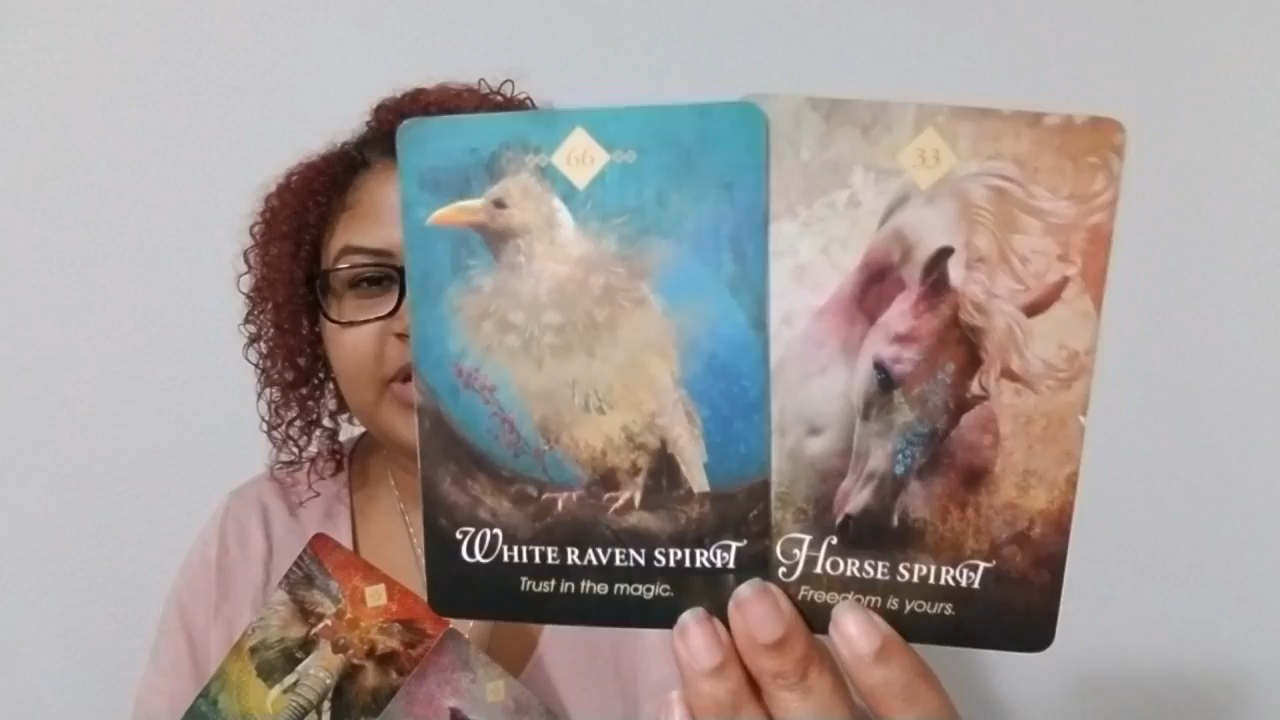 66
WHITE RAVEN SPIRIT
Trust in the magic.
33
HORSE SPIRIT
Freedom is yours.